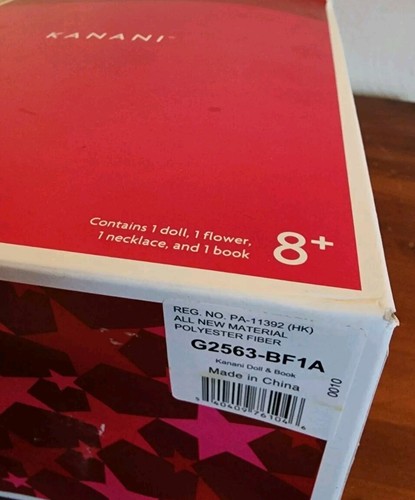 KANANI™
Contains 1 doll, 1 flower,
1 necklace, and 1 book
8+
REG. NO. PA-11392 (HK)
ALL NEW MATERIAL
POLYESTER FIBER
G2563-BF1A
Kanani Doll & Book
Made in China
0010